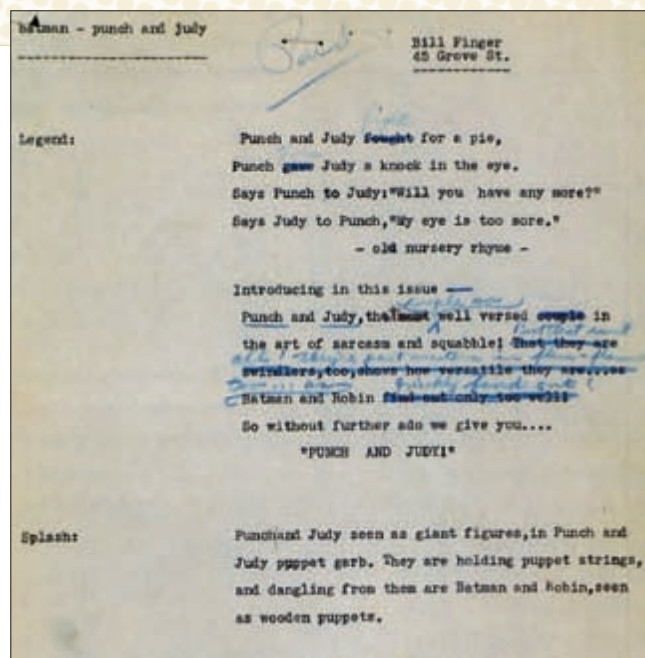 batman - punch and judy
Paid
Bill Finger
45 Grove St.
Legend:
Punch and Judy fought for a pie,
Punch gave Judy a knock in the eye.
Says Punch to Judy:"Will you have any more?"
Says Judy to Punch,"My eye is too sore."
- old nursery rhyme -
Introducing in this issue —
Punch and Judy,the most well versed couple in
the art of sarcasm and squabble! That they are
swindlers,too,shows how versatile they are...as
Batman and Robin find out only too well!
So without further ado we give you....
"PUNCH AND JUDY!"
Splash:
Punchand Judy seen as giant figures,in Punch and
Judy puppet garb. They are holding puppet strings,
and dangling from them are Batman and Robin,seen
as wooden puppets.